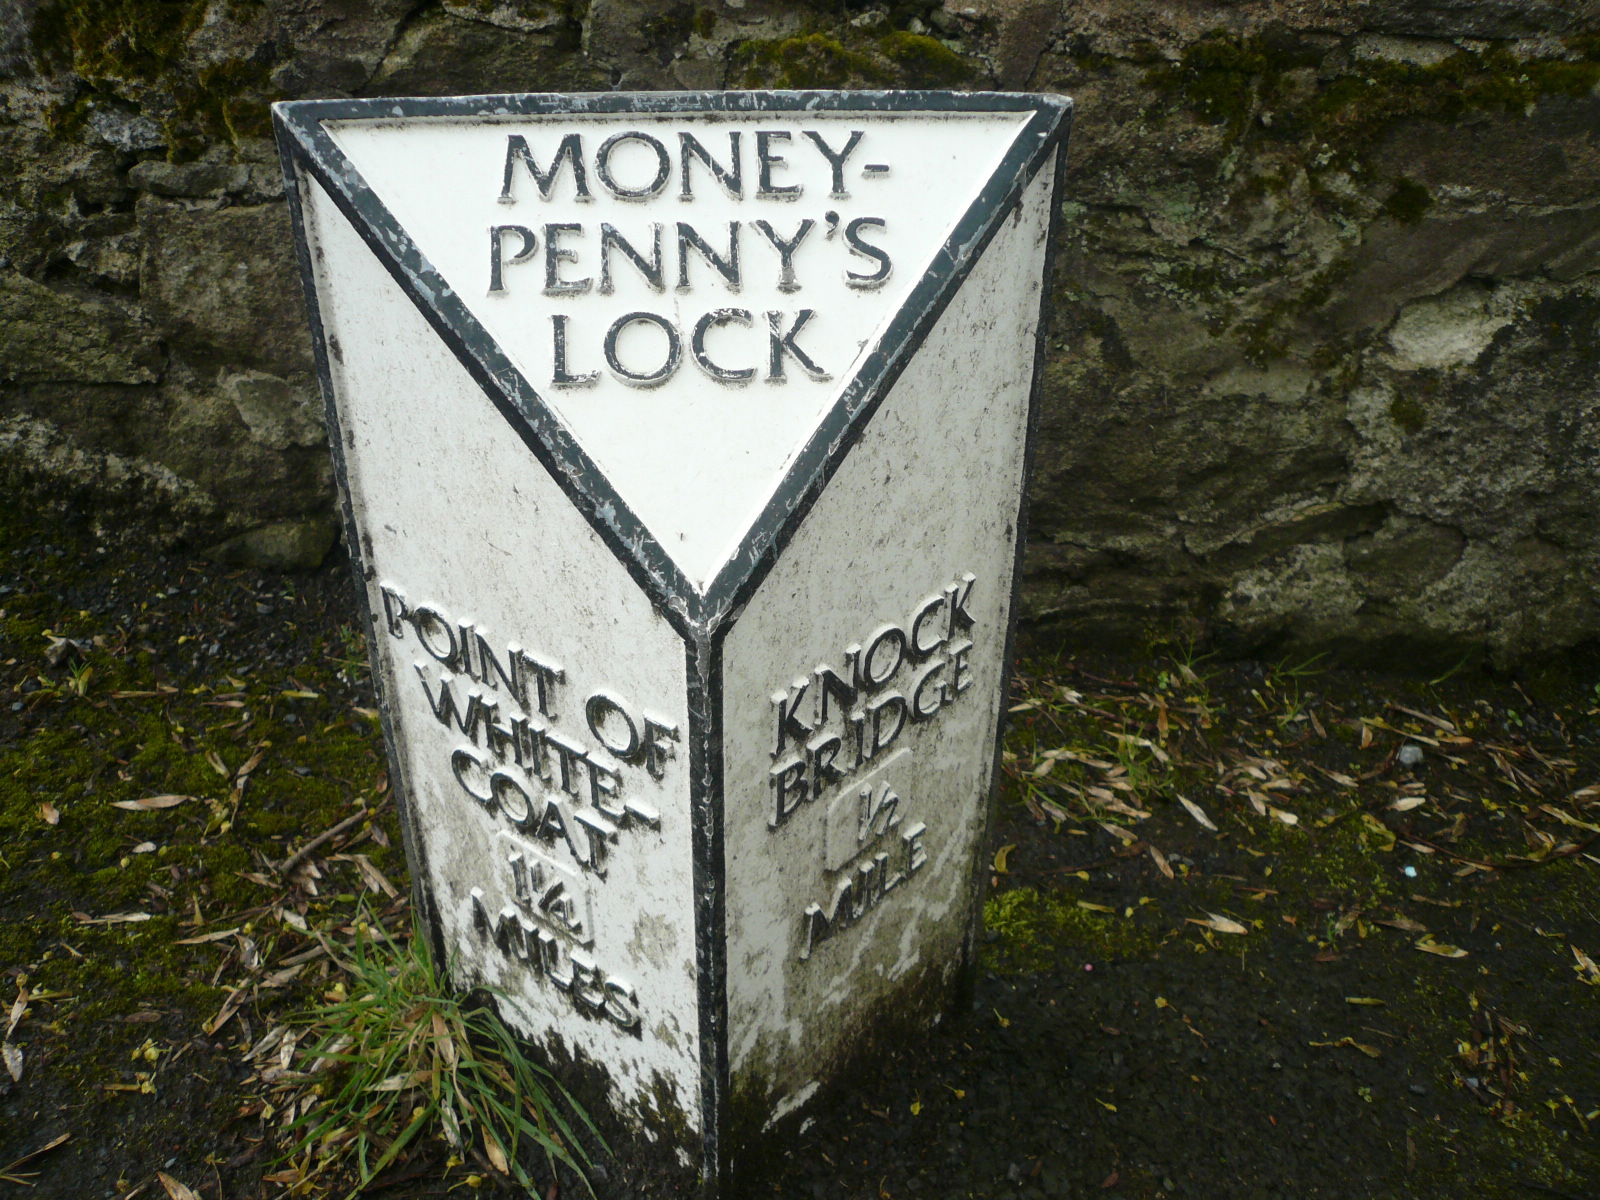 MONEY-
PENNY'S
LOCK
POINT OF
WHITE-
COAT
1¼
MILES
KNOCK
BRIDGE
½
MILE